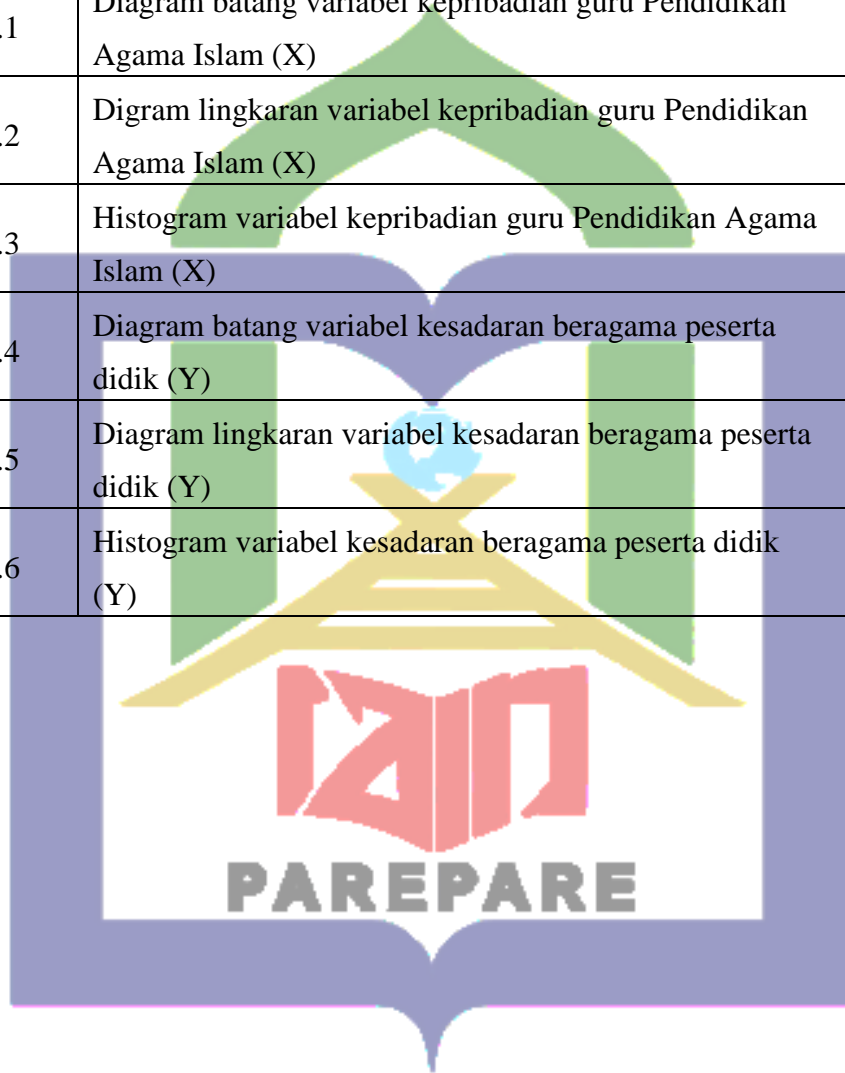 .1
Diagram batang variabel kepribadian guru Pendidikan
Agama Islam (X)
.2
Digram lingkaran variabel kepribadian guru Pendidikan
Agama Islam (X)
.3
Histogram variabel kepribadian guru Pendidikan Agama
Islam (X)
.4
Diagram batang variabel kesadaran beragama peserta
didik (Y)
.5
Diagram lingkaran variabel kesadaran beragama peserta
didik (Y)
.6
Histogram variabel kesadaran beragama peserta didik
(Y)
iain
PAREPARE